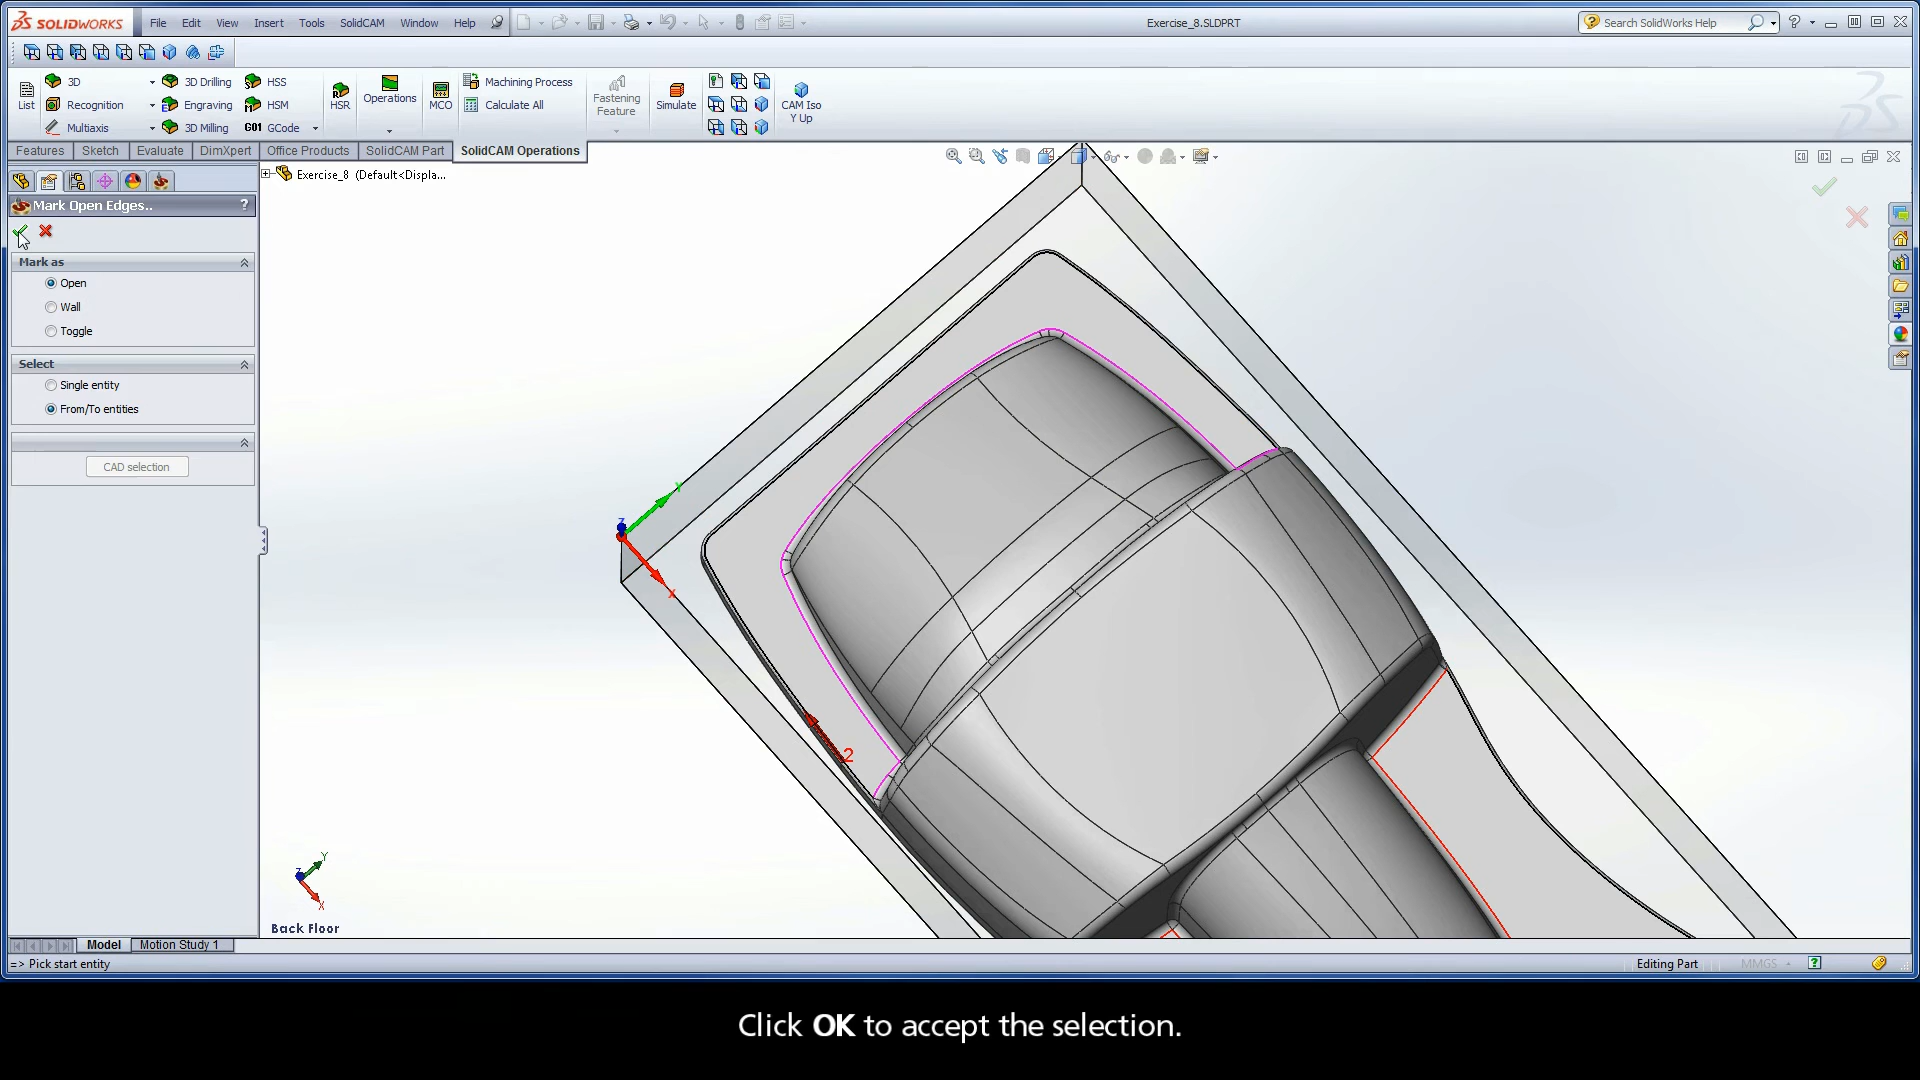 SOLIDWORKS File Edit View Insert Tools SolidCAM Window Help Exercise_8.SLDPRT Search SolidWorks Help
List 3D Recognition Multiaxis 3D Drilling Engraving 3D Milling HSS HSM G01 GCode HSR Operations MCO Machining Process Calculate All Fastening Feature Simulate CAM Iso Y Up
Features Sketch Evaluate DimXpert Office Products SolidCAM Part SolidCAM Operations
Exercise_8 (Default<Displa...
Mark Open Edges.. ?
Mark as
Open
Wall
Toggle
Select
Single entity
From/To entities
CAD selection
Y
Z
X
2
Y
Z
X
Back Floor
Model Motion Study 1
=> Pick start entity Editing Part MMGS
Click OK to accept the selection.